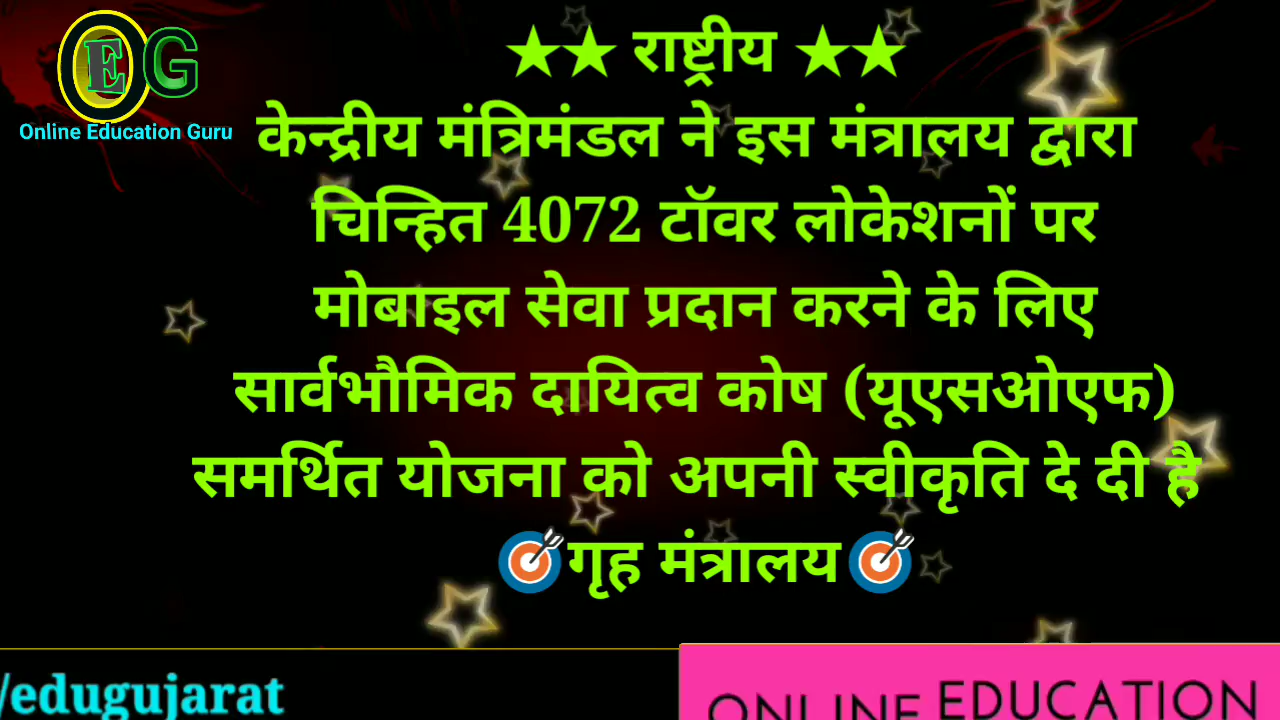 OEG
Online Education Guru
★★ राष्ट्रीय ★★
केन्द्रीय मंत्रिमंडल ने इस मंत्रालय द्वारा
चिन्हित 4072 टॉवर लोकेशनों पर
मोबाइल सेवा प्रदान करने के लिए
सार्वभौमिक दायित्व कोष (यूएसओएफ)
समर्थित योजना को अपनी स्वीकृति दे दी है
🎯गृह मंत्रालय🎯
/edugujarat
ONLINE EDUCATION